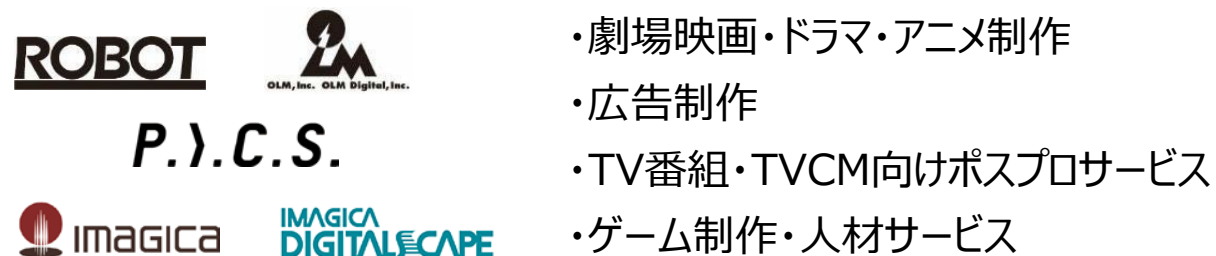 ROBOT
OLM, Inc. OLM Digital, Inc.
P.I.C.S.
IMAGICA
IMAGICA
DIGITALSCAPE
・劇場映画・ドラマ・アニメ制作
・広告制作
・TV番組・TVCM向けポスプロサービス
・ゲーム制作・人材サービス